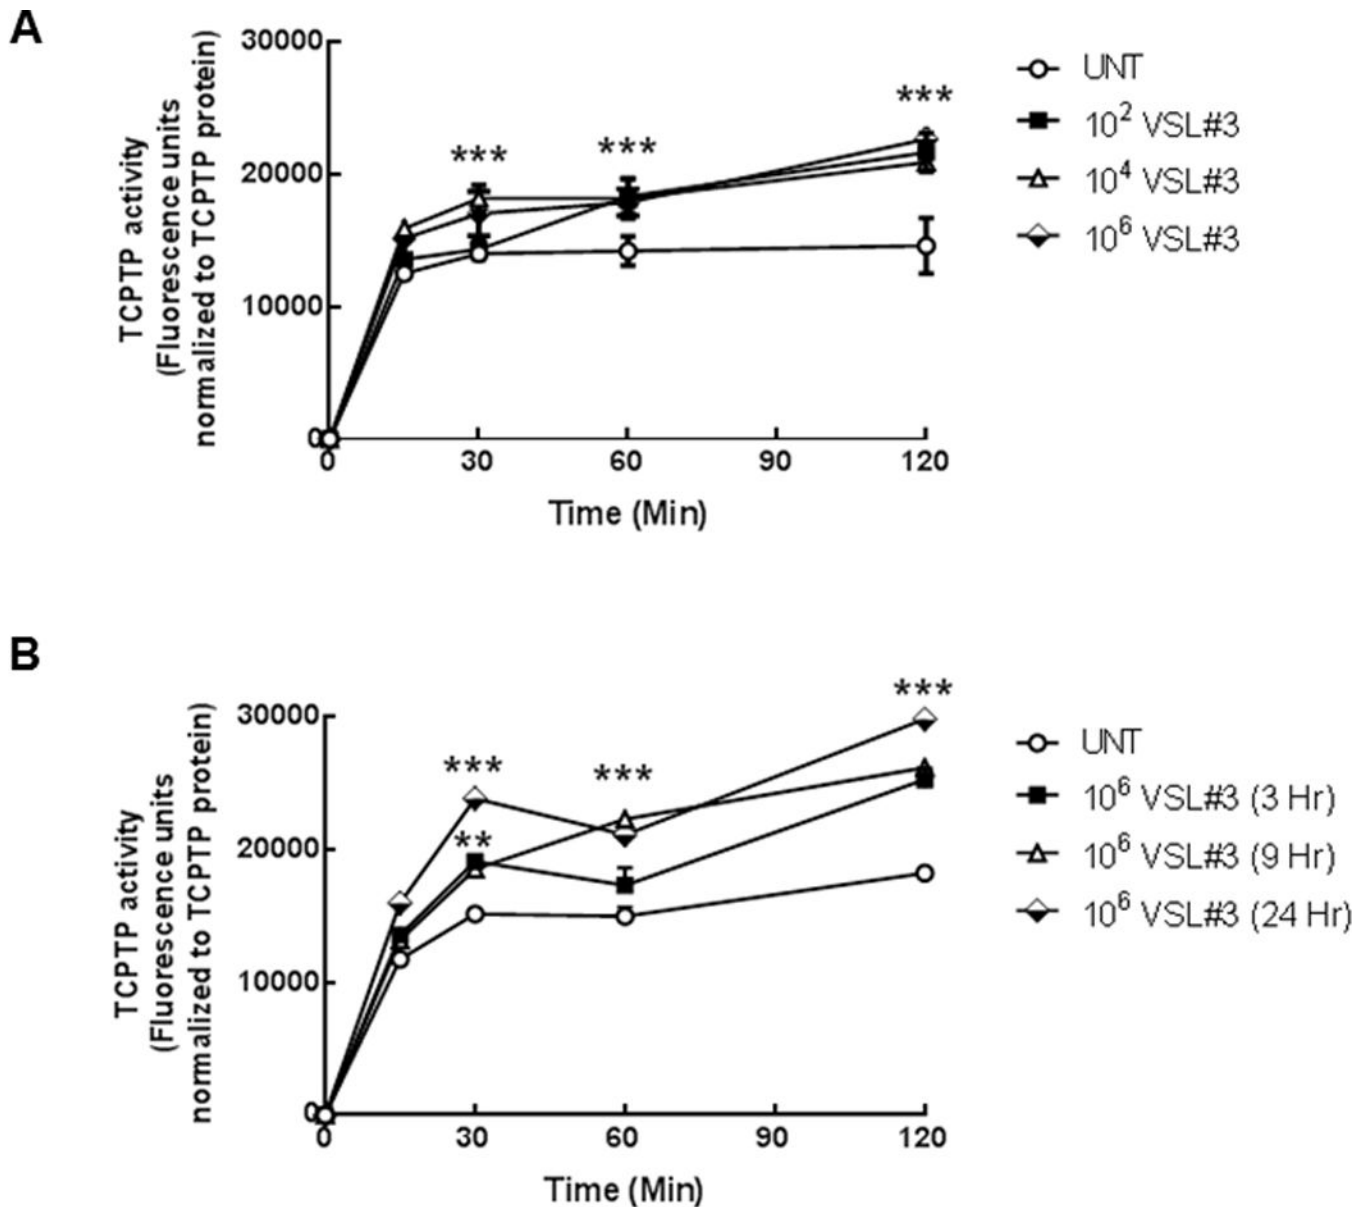 A
TCPTP activity
(Fluorescence units
normalized to TCPTP protein)
30000
20000
10000
0
0 30 60 90 120
Time (Min)
***
***
***
UNT
10² VSL#3
10⁴ VSL#3
10⁶ VSL#3
B
TCPTP activity
(Fluorescence units
normalized to TCPTP protein)
30000
20000
10000
0
0 30 60 90 120
Time (Min)
***
**
***
***
UNT
10⁶ VSL#3 (3 Hr)
10⁶ VSL#3 (9 Hr)
10⁶ VSL#3 (24 Hr)